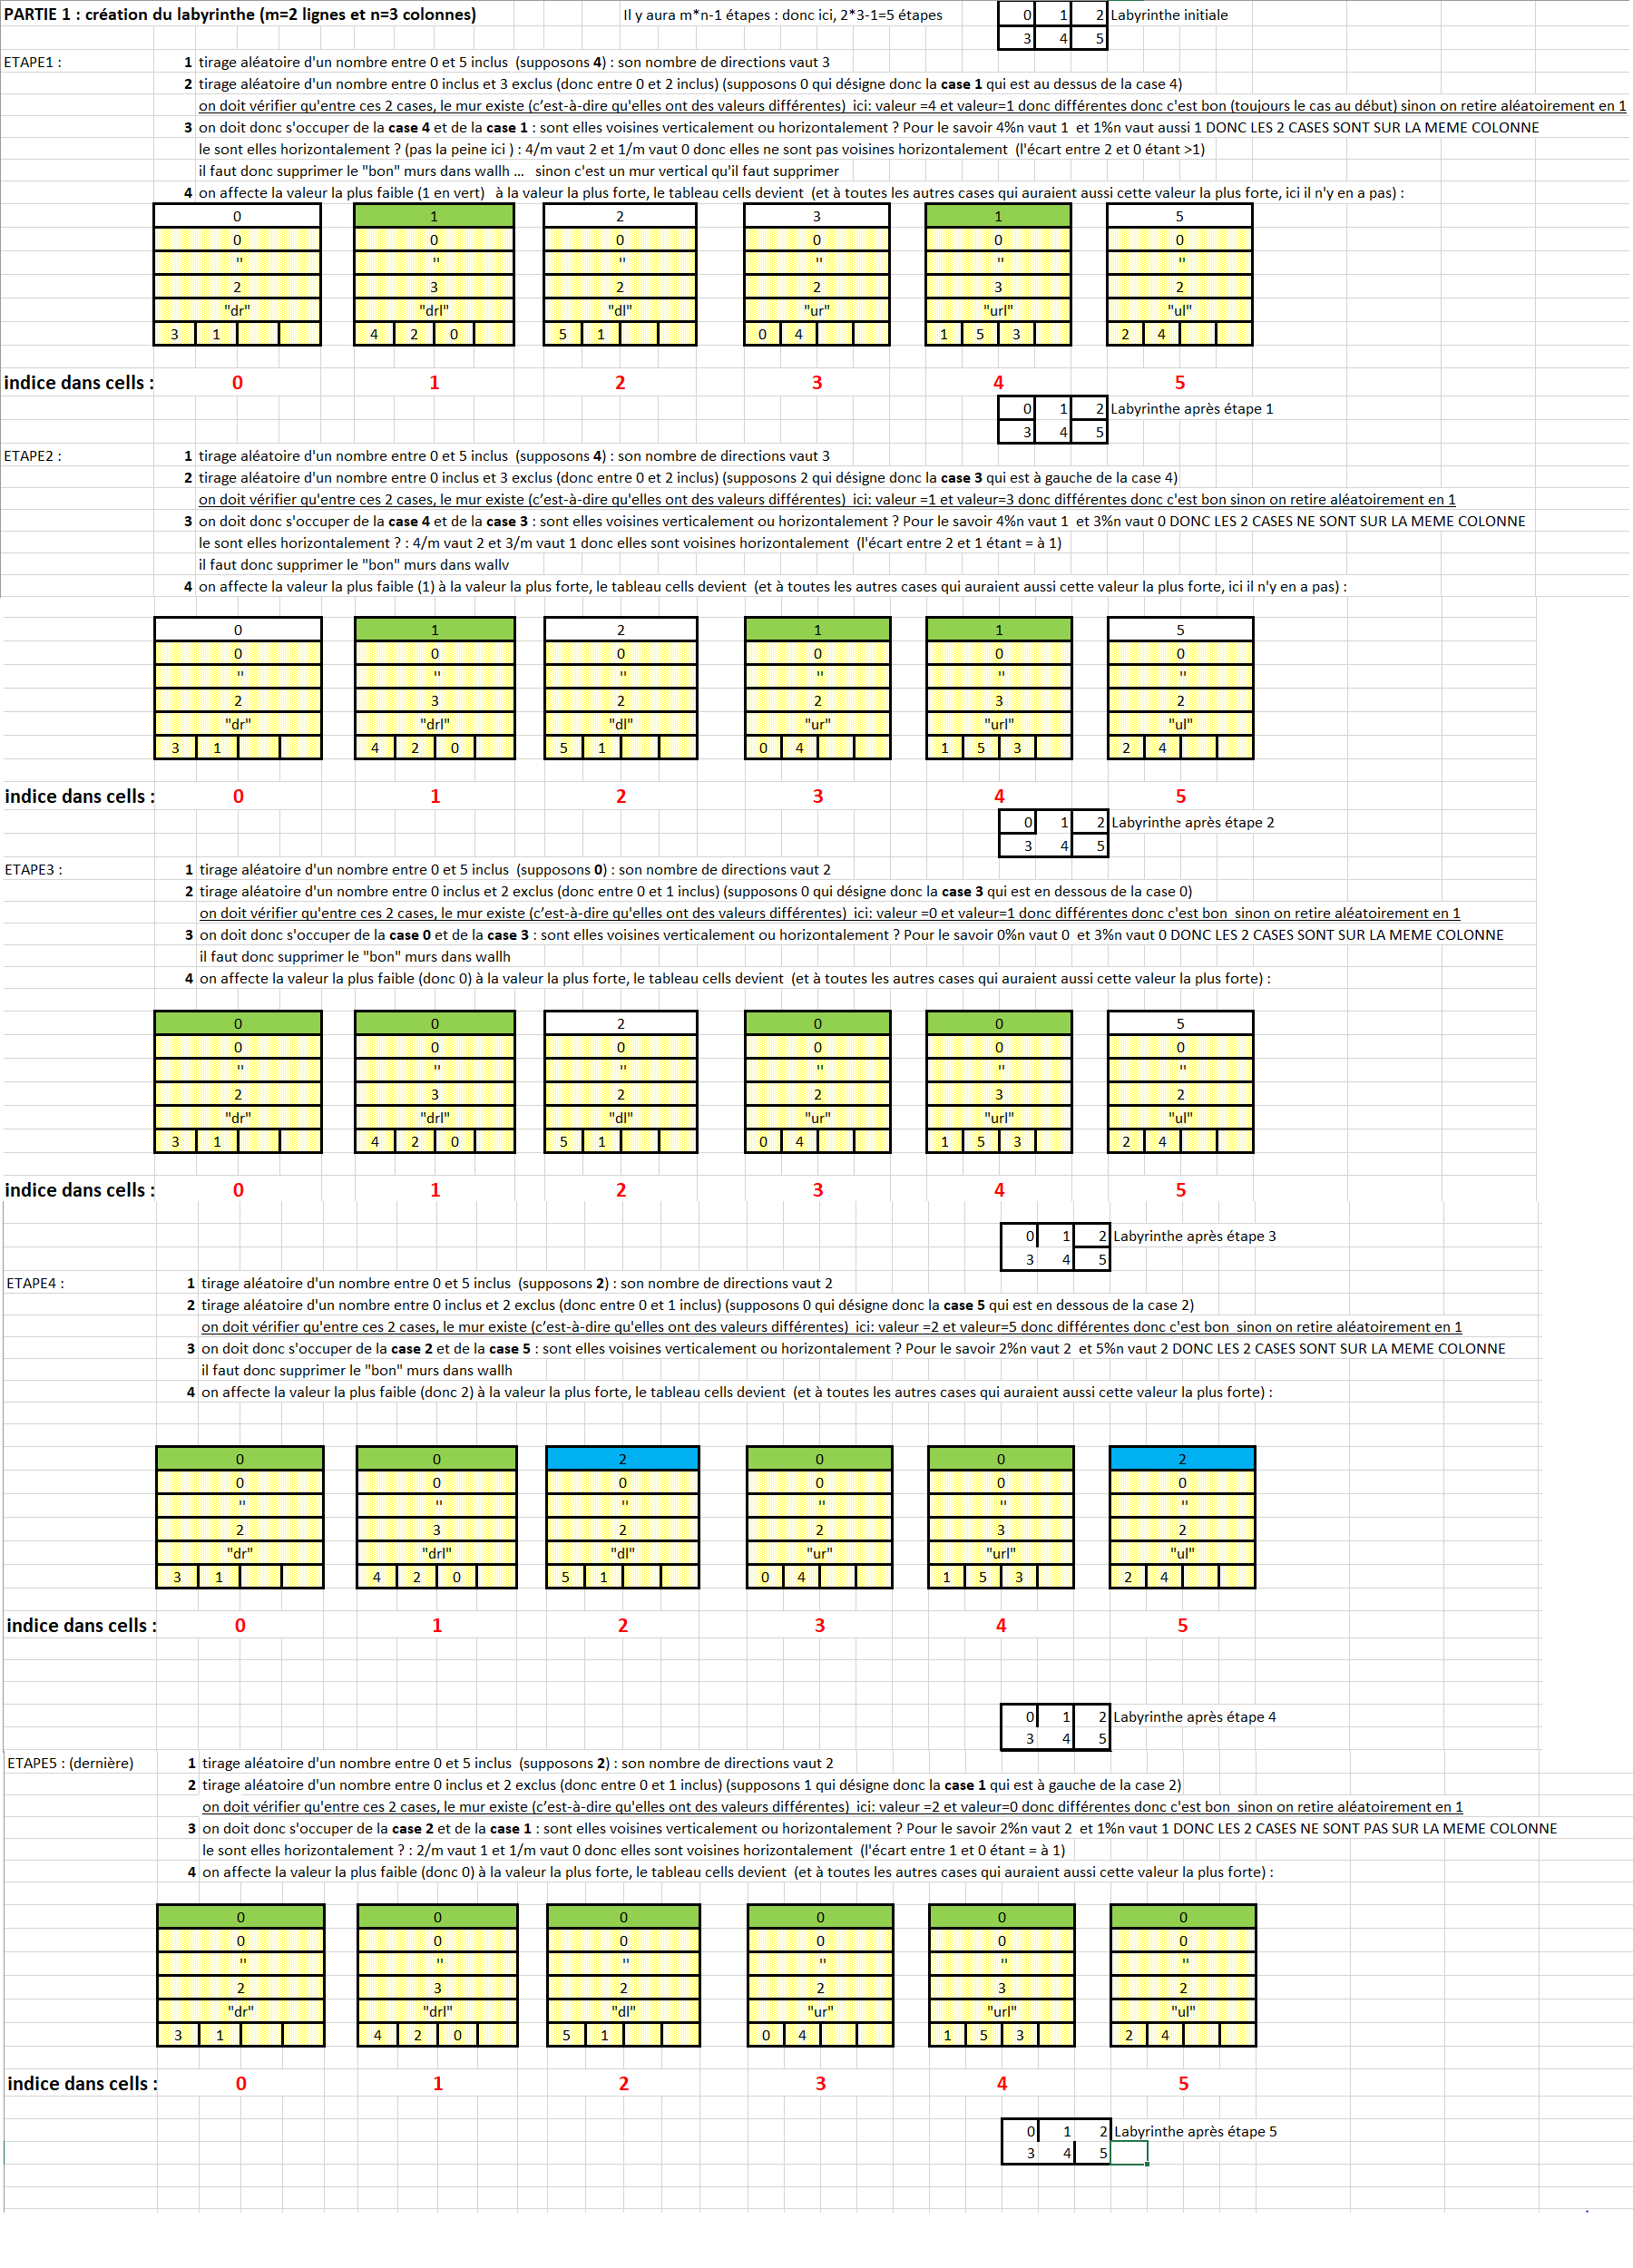 PARTIE 1 : création du labyrinthe (m=2 lignes et n=3 colonnes) Il y aura m*n-1 étapes : donc ici, 2*3-1=5 étapes 0 1 2 Labyrinthe initiale
3 4 5
ETAPE1 : 1 tirage aléatoire d'un nombre entre 0 et 5 inclus (supposons 4) : son nombre de directions vaut 3
2 tirage aléatoire d'un nombre entre 0 inclus et 3 exclus (donc entre 0 et 2 inclus) (supposons 0 qui désigne donc la case 1 qui est au dessus de la case 4)
on doit vérifier qu'entre ces 2 cases, le mur existe (c'est-à-dire qu'elles ont des valeurs différentes) ici: valeur =4 et valeur=1 donc différentes donc c'est bon (toujours le cas au début) sinon on retire aléatoirement en 1
3 on doit donc s'occuper de la case 4 et de la case 1 : sont elles voisines verticalement ou horizontalement ? Pour le savoir 4%n vaut 1 et 1%n vaut aussi 1 DONC LES 2 CASES SONT SUR LA MEME COLONNE
le sont elles horizontalement ? (pas la peine ici ) : 4/m vaut 2 et 1/m vaut 0 donc elles ne sont pas voisines horizontalement (l'écart entre 2 et 0 étant >1)
il faut donc supprimer le "bon" murs dans wallh ... sinon c'est un mur vertical qu'il faut supprimer
4 on affecte la valeur la plus faible (1 en vert) à la valeur la plus forte, le tableau cells devient (et à toutes les autres cases qui auraient aussi cette valeur la plus forte, ici il n'y en a pas) :
0 1 2 3 1 5
0 0 0 0 0 0
'' '' '' '' '' ''
2 3 2 2 3 2
"dr" "drl" "dl" "ur" "url" "ul"
3 1 4 2 0 5 1 0 4 1 5 3 2 4
indice dans cells : 0 1 2 3 4 5
0 1 2 Labyrinthe après étape 1
3 4 5
ETAPE2 : 1 tirage aléatoire d'un nombre entre 0 et 5 inclus (supposons 4) : son nombre de directions vaut 3
2 tirage aléatoire d'un nombre entre 0 inclus et 3 exclus (donc entre 0 et 2 inclus) (supposons 2 qui désigne donc la case 3 qui est à gauche de la case 4)
on doit vérifier qu'entre ces 2 cases, le mur existe (c'est-à-dire qu'elles ont des valeurs différentes) ici: valeur =1 et valeur=3 donc différentes donc c'est bon sinon on retire aléatoirement en 1
3 on doit donc s'occuper de la case 4 et de la case 3 : sont elles voisines verticalement ou horizontalement ? Pour le savoir 4%n vaut 1 et 3%n vaut 0 DONC LES 2 CASES NE SONT SUR LA MEME COLONNE
le sont elles horizontalement ? : 4/m vaut 2 et 3/m vaut 1 donc elles sont voisines horizontalement (l'écart entre 2 et 1 étant = à 1)
il faut donc supprimer le "bon" murs dans wallv
4 on affecte la valeur la plus faible (1) à la valeur la plus forte, le tableau cells devient (et à toutes les autres cases qui auraient aussi cette valeur la plus forte, ici il n'y en a pas) :
0 1 2 1 1 5
0 0 0 0 0 0
'' '' '' '' '' ''
2 3 2 2 3 2
"dr" "drl" "dl" "ur" "url" "ul"
3 1 4 2 0 5 1 0 4 1 5 3 2 4
indice dans cells : 0 1 2 3 4 5
0 1 2 Labyrinthe après étape 2
3 4 5
ETAPE3 : 1 tirage aléatoire d'un nombre entre 0 et 5 inclus (supposons 0) : son nombre de directions vaut 2
2 tirage aléatoire d'un nombre entre 0 inclus et 2 exclus (donc entre 0 et 1 inclus) (supposons 0 qui désigne donc la case 3 qui est en dessous de la case 0)
on doit vérifier qu'entre ces 2 cases, le mur existe (c'est-à-dire qu'elles ont des valeurs différentes) ici: valeur =0 et valeur=1 donc différentes donc c'est bon sinon on retire aléatoirement en 1
3 on doit donc s'occuper de la case 0 et de la case 3 : sont elles voisines verticalement ou horizontalement ? Pour le savoir 0%n vaut 0 et 3%n vaut 0 DONC LES 2 CASES SONT SUR LA MEME COLONNE
il faut donc supprimer le "bon" murs dans wallh
4 on affecte la valeur la plus faible (donc 0) à la valeur la plus forte, le tableau cells devient (et à toutes les autres cases qui auraient aussi cette valeur la plus forte) :
0 0 2 0 0 5
0 0 0 0 0 0
'' '' '' '' '' ''
2 3 2 2 3 2
"dr" "drl" "dl" "ur" "url" "ul"
3 1 4 2 0 5 1 0 4 1 5 3 2 4
indice dans cells : 0 1 2 3 4 5
0 1 2 Labyrinthe après étape 3
3 4 5
ETAPE4 : 1 tirage aléatoire d'un nombre entre 0 et 5 inclus (supposons 2) : son nombre de directions vaut 2
2 tirage aléatoire d'un nombre entre 0 inclus et 2 exclus (donc entre 0 et 1 inclus) (supposons 0 qui désigne donc la case 5 qui est en dessous de la case 2)
on doit vérifier qu'entre ces 2 cases, le mur existe (c'est-à-dire qu'elles ont des valeurs différentes) ici: valeur =2 et valeur=5 donc différentes donc c'est bon sinon on retire aléatoirement en 1
3 on doit donc s'occuper de la case 2 et de la case 5 : sont elles voisines verticalement ou horizontalement ? Pour le savoir 2%n vaut 2 et 5%n vaut 2 DONC LES 2 CASES SONT SUR LA MEME COLONNE
il faut donc supprimer le "bon" murs dans wallh
4 on affecte la valeur la plus faible (donc 2) à la valeur la plus forte, le tableau cells devient (et à toutes les autres cases qui auraient aussi cette valeur la plus forte) :
0 0 2 0 0 2
0 0 0 0 0 0
'' '' '' '' '' ''
2 3 2 2 3 2
"dr" "drl" "dl" "ur" "url" "ul"
3 1 4 2 0 5 1 0 4 1 5 3 2 4
indice dans cells : 0 1 2 3 4 5
0 1 2 Labyrinthe après étape 4
3 4 5
ETAPE5 : (dernière) 1 tirage aléatoire d'un nombre entre 0 et 5 inclus (supposons 2) : son nombre de directions vaut 2
2 tirage aléatoire d'un nombre entre 0 inclus et 2 exclus (donc entre 0 et 1 inclus) (supposons 1 qui désigne donc la case 1 qui est à gauche de la case 2)
on doit vérifier qu'entre ces 2 cases, le mur existe (c'est-à-dire qu'elles ont des valeurs différentes) ici: valeur =2 et valeur=0 donc différentes donc c'est bon sinon on retire aléatoirement en 1
3 on doit donc s'occuper de la case 2 et de la case 1 : sont elles voisines verticalement ou horizontalement ? Pour le savoir 2%n vaut 2 et 1%n vaut 1 DONC LES 2 CASES NE SONT PAS SUR LA MEME COLONNE
le sont elles horizontalement ? : 2/m vaut 1 et 1/m vaut 0 donc elles sont voisines horizontalement (l'écart entre 1 et 0 étant = à 1)
4 on affecte la valeur la plus faible (donc 0) à la valeur la plus forte, le tableau cells devient (et à toutes les autres cases qui auraient aussi cette valeur la plus forte) :
0 0 0 0 0 0
0 0 0 0 0 0
'' '' '' '' '' ''
2 3 2 2 3 2
"dr" "drl" "dl" "ur" "url" "ul"
3 1 4 2 0 5 1 0 4 1 5 3 2 4
indice dans cells : 0 1 2 3 4 5
0 1 2 Labyrinthe après étape 5
3 4 5